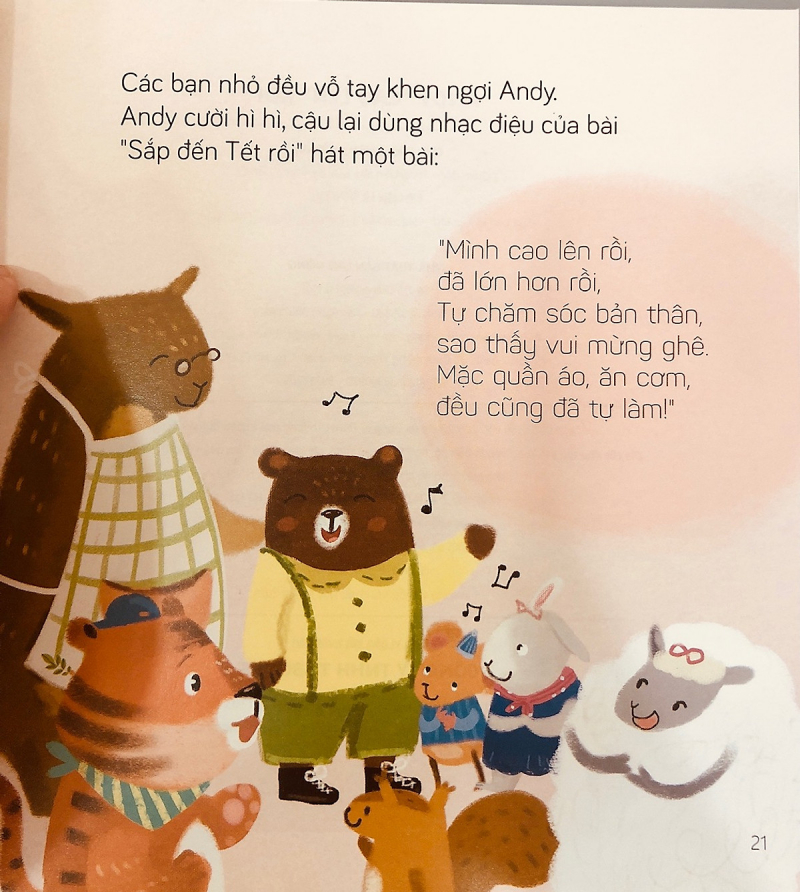 Các bạn nhỏ đều vỗ tay khen ngợi Andy.
Andy cười hì hì, cậu lại dùng nhạc điệu của bài
"Sắp đến Tết rồi" hát một bài:
"Mình cao lên rồi,
đã lớn hơn rồi,
Tự chăm sóc bản thân,
sao thấy vui mừng ghê.
Mặc quần áo, ăn cơm,
đều cũng đã tự làm!"
21